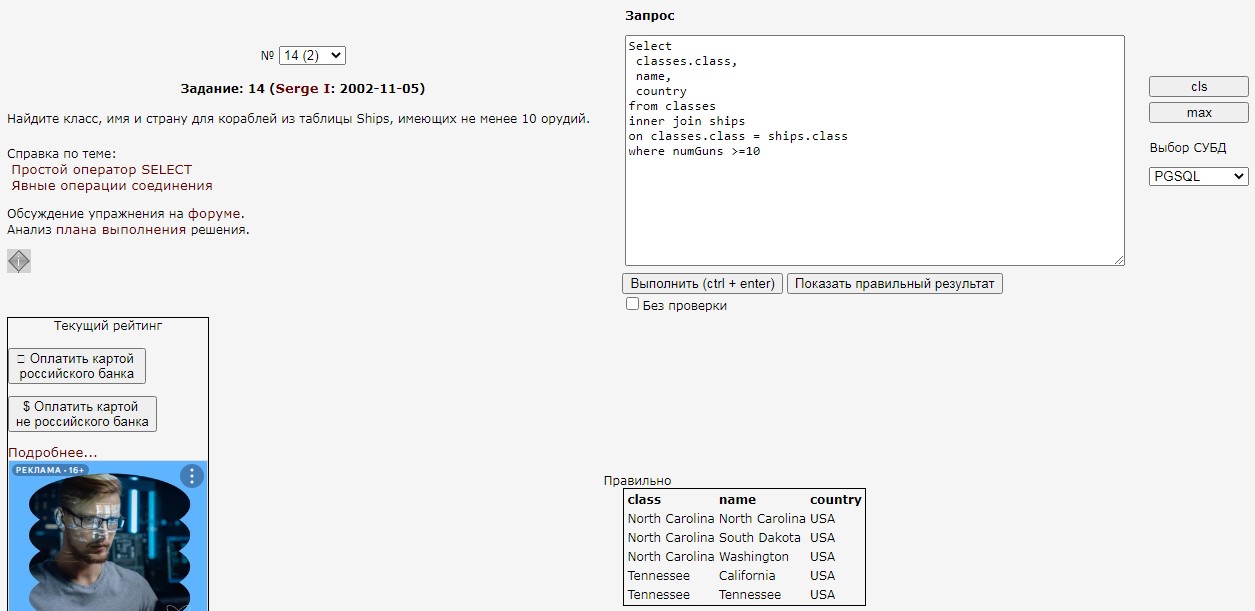 № 14 (2)
Задание: 14 (Serge I: 2002-11-05)
Найдите класс, имя и страну для кораблей из таблицы Ships, имеющих не менее 10 орудий.
Справка по теме:
Простой оператор SELECT
Явные операции соединения
Обсуждение упражнения на форуме.
Анализ плана выполнения решения.
Текущий рейтинг
Оплатить картой
российского банка
$ Оплатить картой
не российского банка
Подробнее...
РЕКЛАМА • 16+
Запрос
Select
classes.class,
name,
country
from classes
inner join ships
on classes.class = ships.class
where numGuns >=10
Выполнить (ctrl + enter) Показать правильный результат
Без проверки
cls
max
Выбор СУБД
PGSQL
Правильно
class name country
North Carolina North Carolina USA
North Carolina South Dakota USA
North Carolina Washington USA
Tennessee California USA
Tennessee Tennessee USA